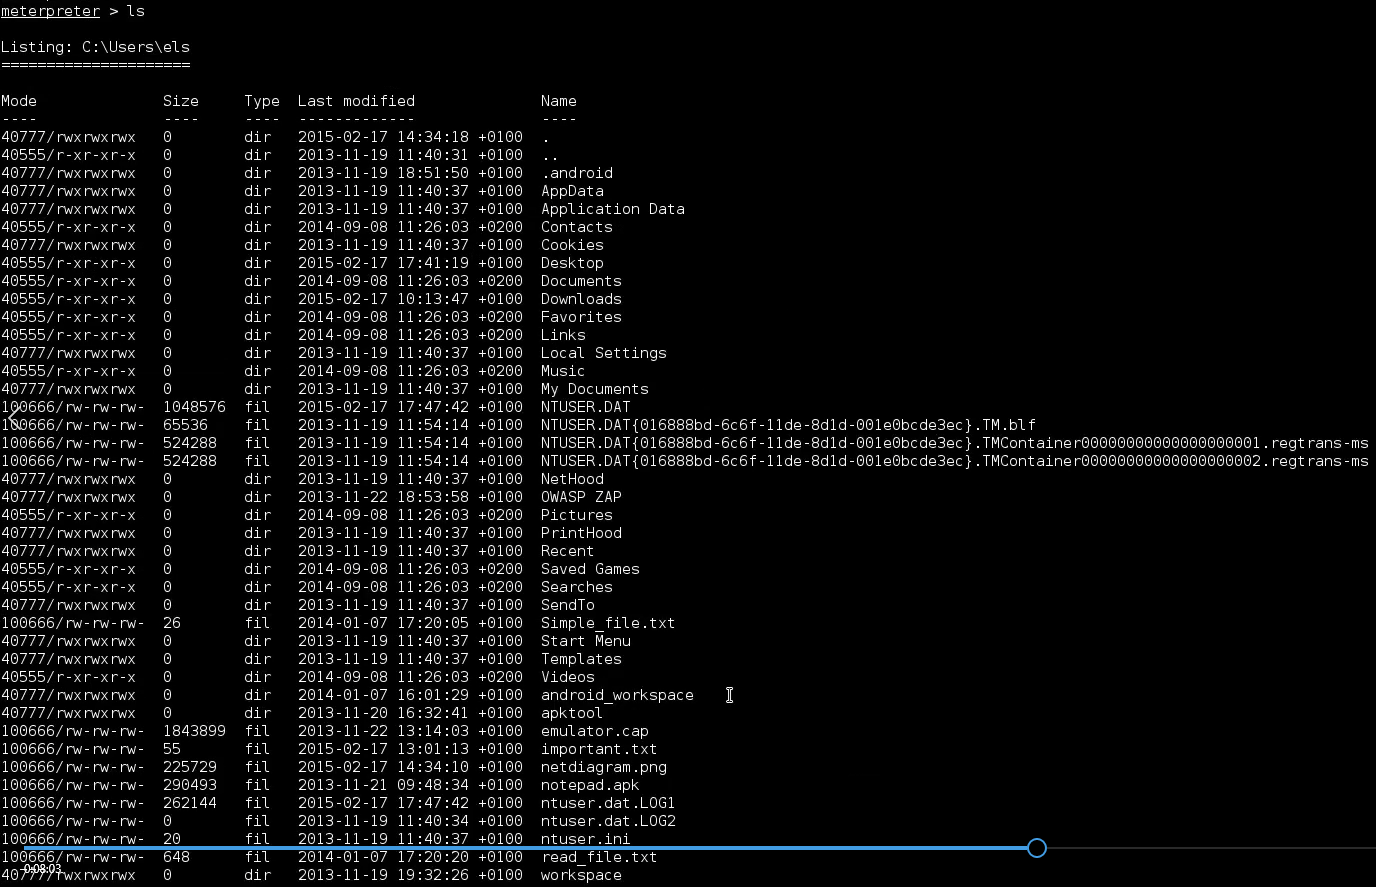 meterpreter > ls
Listing: C:\Users\els
=====================
Mode Size Type Last modified Name
---- ---- ---- ------------- ----
40777/rwxrwxrwx 0 dir 2015-02-17 14:34:18 +0100 .
40555/r-xr-xr-x 0 dir 2013-11-19 11:40:31 +0100 ..
40777/rwxrwxrwx 0 dir 2013-11-19 18:51:50 +0100 .android
40777/rwxrwxrwx 0 dir 2013-11-19 11:40:37 +0100 AppData
40777/rwxrwxrwx 0 dir 2013-11-19 11:40:37 +0100 Application Data
40555/r-xr-xr-x 0 dir 2014-09-08 11:26:03 +0200 Contacts
40777/rwxrwxrwx 0 dir 2013-11-19 11:40:37 +0100 Cookies
40555/r-xr-xr-x 0 dir 2015-02-17 17:41:19 +0100 Desktop
40555/r-xr-xr-x 0 dir 2014-09-08 11:26:03 +0200 Documents
40555/r-xr-xr-x 0 dir 2015-02-17 10:13:47 +0100 Downloads
40555/r-xr-xr-x 0 dir 2014-09-08 11:26:03 +0200 Favorites
40555/r-xr-xr-x 0 dir 2014-09-08 11:26:03 +0200 Links
40777/rwxrwxrwx 0 dir 2013-11-19 11:40:37 +0100 Local Settings
40555/r-xr-xr-x 0 dir 2014-09-08 11:26:03 +0200 Music
40777/rwxrwxrwx 0 dir 2013-11-19 11:40:37 +0100 My Documents
100666/rw-rw-rw- 1048576 fil 2015-02-17 17:47:42 +0100 NTUSER.DAT
100666/rw-rw-rw- 65536 fil 2013-11-19 11:54:14 +0100 NTUSER.DAT{016888bd-6c6f-11de-8d1d-001e0bcde3ec}.TM.blf
100666/rw-rw-rw- 524288 fil 2013-11-19 11:54:14 +0100 NTUSER.DAT{016888bd-6c6f-11de-8d1d-001e0bcde3ec}.TMContainer00000000000000000001.regtrans-ms
100666/rw-rw-rw- 524288 fil 2013-11-19 11:54:14 +0100 NTUSER.DAT{016888bd-6c6f-11de-8d1d-001e0bcde3ec}.TMContainer00000000000000000002.regtrans-ms
40777/rwxrwxrwx 0 dir 2013-11-19 11:40:37 +0100 NetHood
40777/rwxrwxrwx 0 dir 2013-11-22 18:53:58 +0100 OWASP ZAP
40555/r-xr-xr-x 0 dir 2014-09-08 11:26:03 +0200 Pictures
40777/rwxrwxrwx 0 dir 2013-11-19 11:40:37 +0100 PrintHood
40777/rwxrwxrwx 0 dir 2013-11-19 11:40:37 +0100 Recent
40555/r-xr-xr-x 0 dir 2014-09-08 11:26:03 +0200 Saved Games
40555/r-xr-xr-x 0 dir 2014-09-08 11:26:03 +0200 Searches
40777/rwxrwxrwx 0 dir 2013-11-19 11:40:37 +0100 SendTo
100666/rw-rw-rw- 26 fil 2014-01-07 17:20:05 +0100 Simple_file.txt
40777/rwxrwxrwx 0 dir 2013-11-19 11:40:37 +0100 Start Menu
40777/rwxrwxrwx 0 dir 2013-11-19 11:40:37 +0100 Templates
40555/r-xr-xr-x 0 dir 2014-09-08 11:26:03 +0200 Videos
40777/rwxrwxrwx 0 dir 2014-01-07 16:01:29 +0100 android_workspace
40777/rwxrwxrwx 0 dir 2013-11-20 16:32:41 +0100 apktool
100666/rw-rw-rw- 1843899 fil 2013-11-22 13:14:03 +0100 emulator.cap
100666/rw-rw-rw- 55 fil 2015-02-17 13:01:13 +0100 important.txt
100666/rw-rw-rw- 225729 fil 2015-02-17 14:34:10 +0100 netdiagram.png
100666/rw-rw-rw- 290493 fil 2013-11-21 09:48:34 +0100 notepad.apk
100666/rw-rw-rw- 262144 fil 2015-02-17 17:47:42 +0100 ntuser.dat.LOG1
100666/rw-rw-rw- 0 fil 2013-11-19 11:40:34 +0100 ntuser.dat.LOG2
100666/rw-rw-rw- 20 fil 2013-11-19 11:40:37 +0100 ntuser.ini
100666/rw-rw-rw- 648 fil 2014-01-07 17:20:20 +0100 read_file.txt
0:08:03
40777/rwxrwxrwx 0 dir 2013-11-19 19:32:26 +0100 workspace